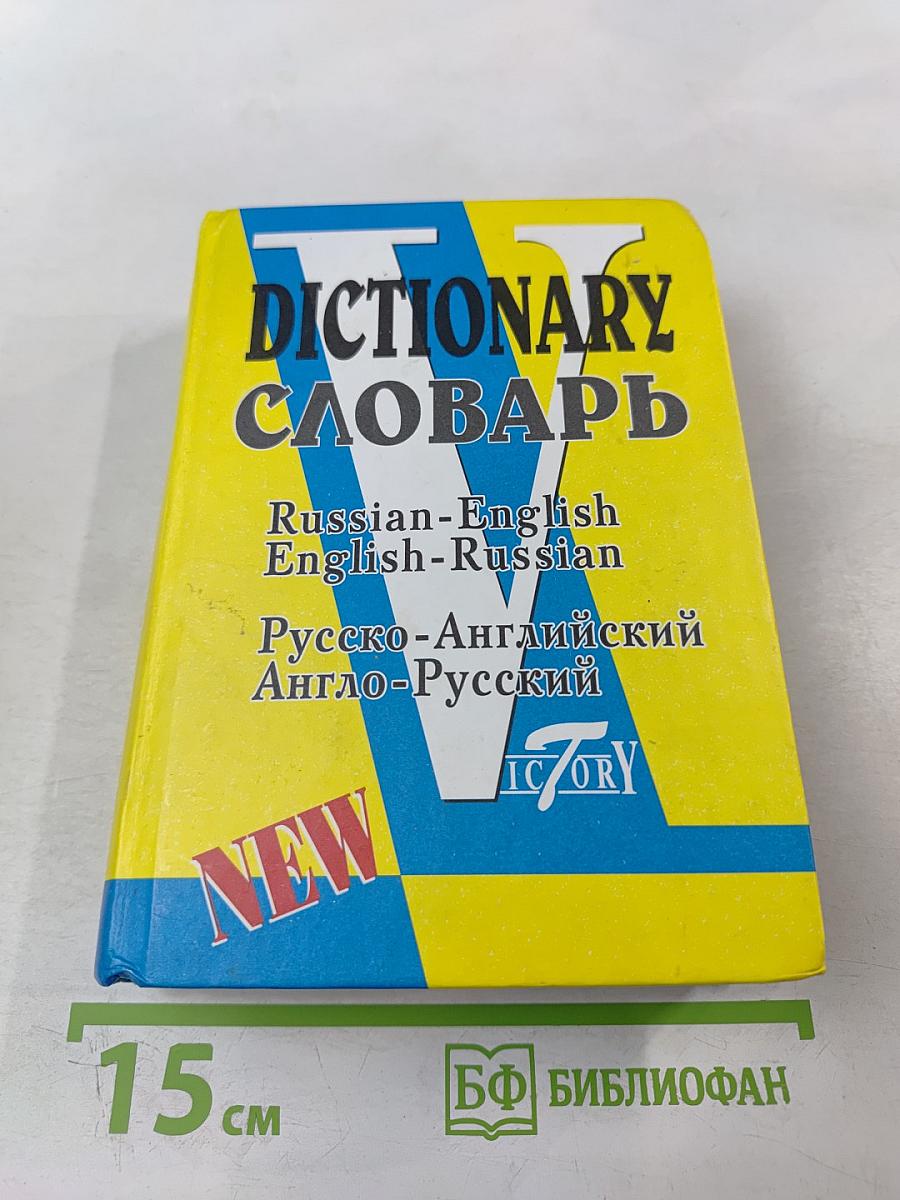 DICTIONARY
СЛОВАРЬ
Russian-English
English-Russian
Русско-Английский
Англо-Русский
VICTORY
NEW
15 см
БФ БИБЛИОФАН